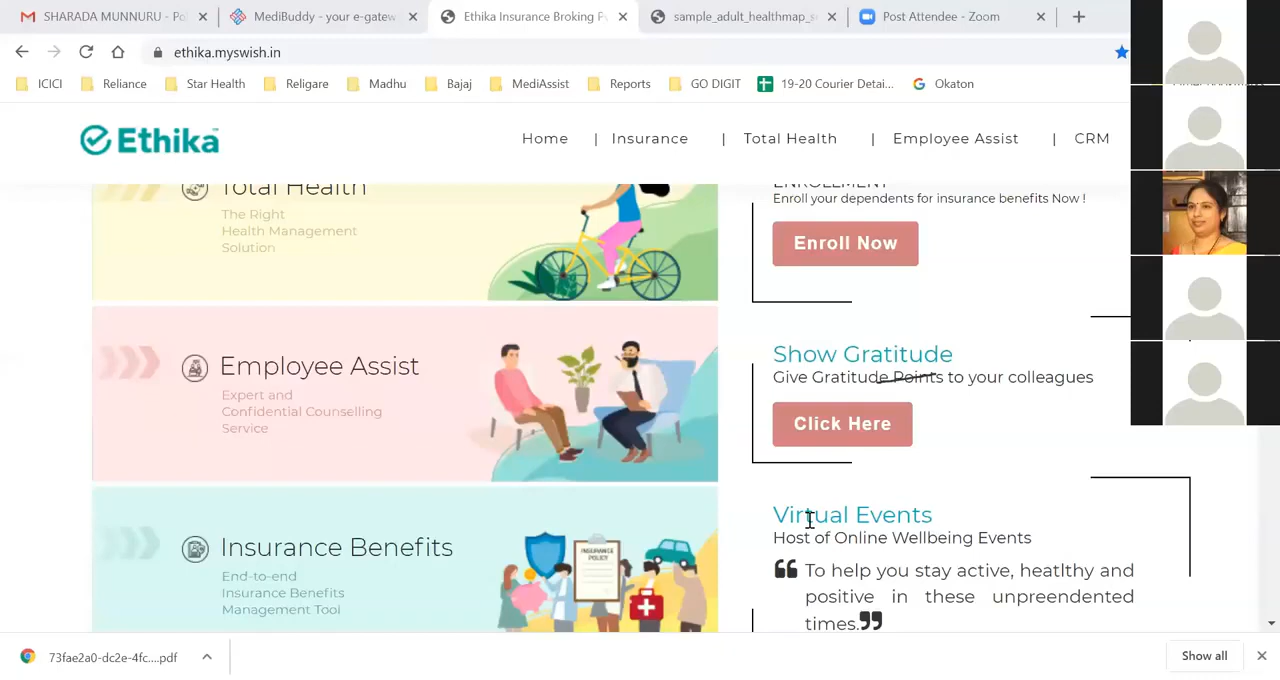 SHARADA MUNNURU - Po
MediBuddy - your e-gatew
Ethika Insurance Broking P
sample_adult_healthmap_s
Post Attendee - Zoom
ethika.myswish.in
ICICI
Reliance
Star Health
Religare
Madhu
Bajaj
MediAssist
Reports
GO DIGIT
19-20 Courier Detai...
Okaton
Ethika
Home | Insurance | Total Health | Employee Assist | CRM
Total Health
The Right
Health Management
Solution
Employee Assist
Expert and
Confidential Counselling
Service
INSURANCE
POLICY
Insurance Benefits
End-to-end
Insurance Benefits
Management Tool
ENROLLMENT
Enroll your dependents for insurance benefits Now !
Enroll Now
Show Gratitude
Give Gratitude Points to your colleagues
Click Here
Virtual Events
Host of Online Wellbeing Events
“ To help you stay active, heatlthy and
positive in these unpreendented
times.”
73fae2a0-dc2e-4fc....pdf
Show all